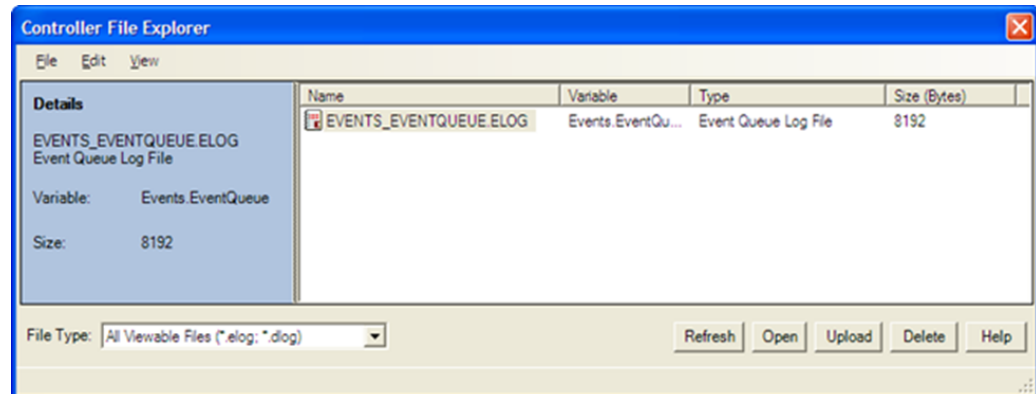 Controller File Explorer
File Edit View
Details
EVENTS_EVENTQUEUE.ELOG
Event Queue Log File
Variable: Events.EventQueue
Size: 8192
Name Variable Type Size (Bytes)
EVENTS_EVENTQUEUE.ELOG Events.EventQu... Event Queue Log File 8192
File Type: All Viewable Files (*.elog; *.dlog)
Refresh Open Upload Delete Help